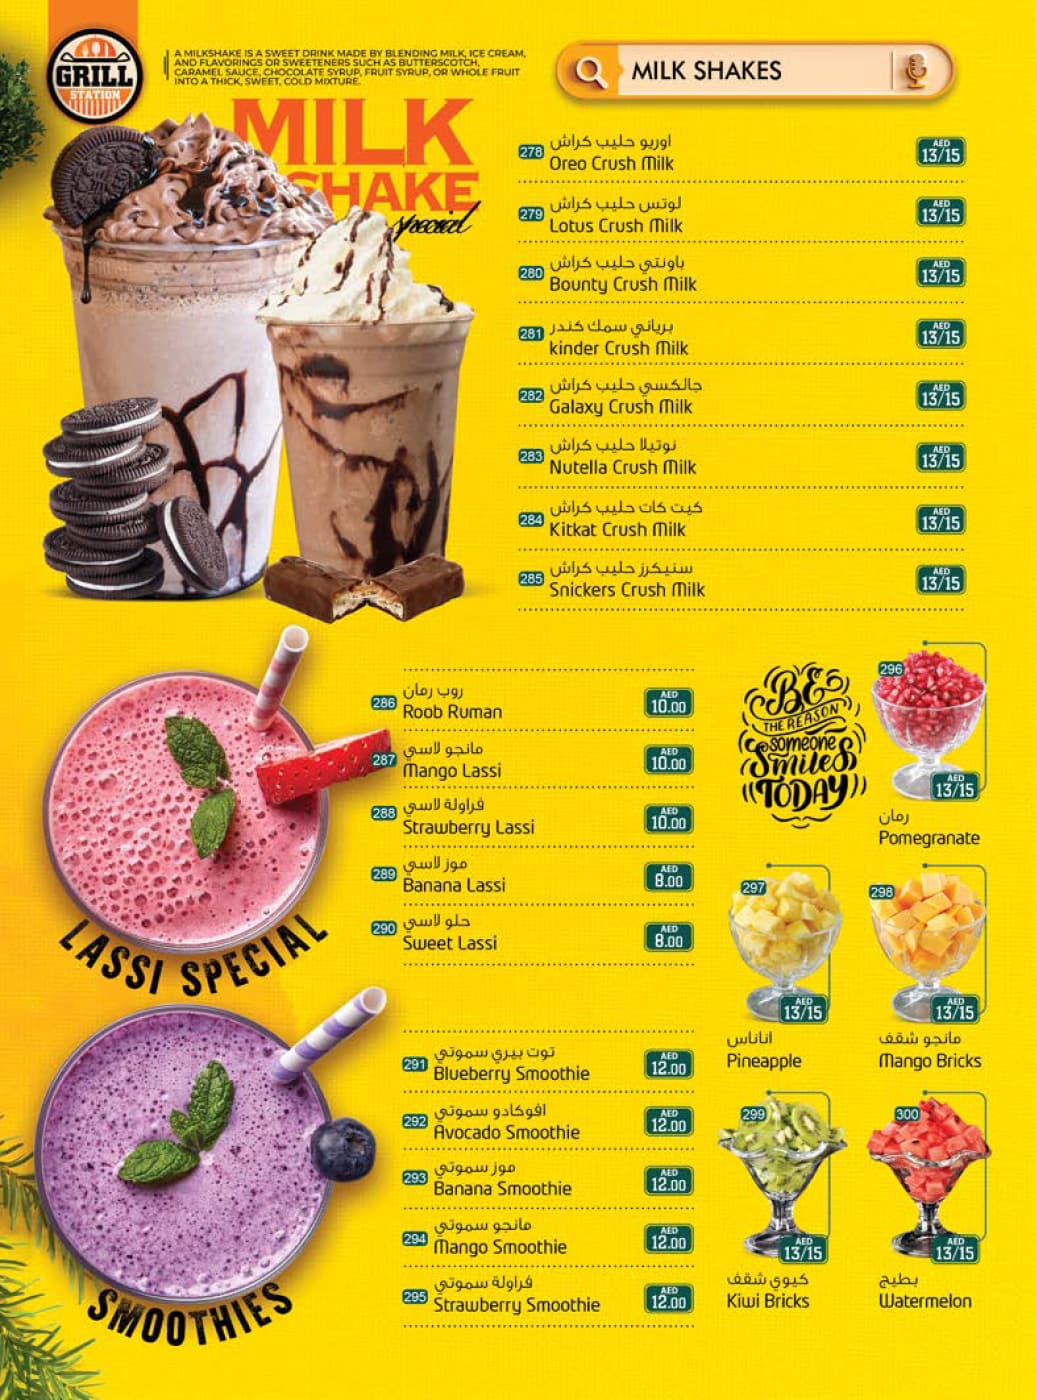 GRILL
STATION
A MILKSHAKE IS A SWEET DRINK MADE BY BLENDING MILK, ICE CREAM,
AND FLAVORINGS OR SWEETENERS SUCH AS BUTTERSCOTCH,
CARAMEL SAUCE, CHOCOLATE SYRUP, FRUIT SYRUP, OR WHOLE FRUIT
INTO A THICK, SWEET, COLD MIXTURE.
MILK
SHAKE
special
MILK SHAKES
278
اوريو حليب كراش
Oreo Crush Milk
AED
13/15
279
لوتس حليب كراش
Lotus Crush Milk
AED
13/15
280
باونتي حليب كراش
Bounty Crush Milk
AED
13/15
281
برياني سمك كندر
kinder Crush Milk
AED
13/15
282
جالكسي حليب كراش
Galaxy Crush Milk
AED
13/15
283
نوتيلا حليب كراش
Nutella Crush Milk
AED
13/15
284
كيت كات حليب كراش
Kitkat Crush Milk
AED
13/15
285
سنيكرز حليب كراش
Snickers Crush Milk
AED
13/15
LASSI SPECIAL
286
روب رمان
Roob Ruman
AED
10.00
287
مانجو لاسي
Mango Lassi
AED
10.00
288
فراولة لاسي
Strawberry Lassi
AED
10.00
289
موز لاسي
Banana Lassi
AED
8.00
290
حلو لاسي
Sweet Lassi
AED
8.00
SMOOTHIES
291
توت بيري سموتي
Blueberry Smoothie
AED
12.00
292
افوكادو سموتي
Avocado Smoothie
AED
12.00
293
موز سموتي
Banana Smoothie
AED
12.00
294
مانجو سموتي
Mango Smoothie
AED
12.00
295
فراولة سموتي
Strawberry Smoothie
AED
12.00
BE
THE REASON
someone
Smiles
TODAY
296
AED
13/15
رمان
Pomegranate
297
AED
13/15
اناناس
Pineapple
298
AED
13/15
مانجو شقف
Mango Bricks
299
AED
13/15
كيوي شقف
Kiwi Bricks
300
AED
13/15
بطيج
Watermelon